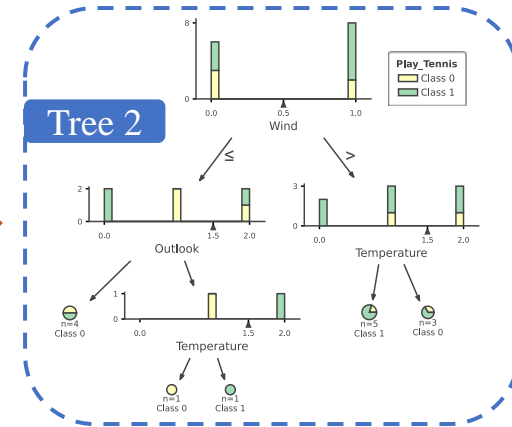 8
0
0.0
0.5
1.0
Wind
Play_Tennis
Class 0
Class 1
Tree 2
≤
>
2
0
0.0
1.5
2.0
Outlook
3
0
0.0
1.5
2.0
Temperature
n=4
Class 0
1
0
0.0
1.5
2.0
Temperature
n=5
Class 1
n=3
Class 0
n=1
Class 0
n=1
Class 1